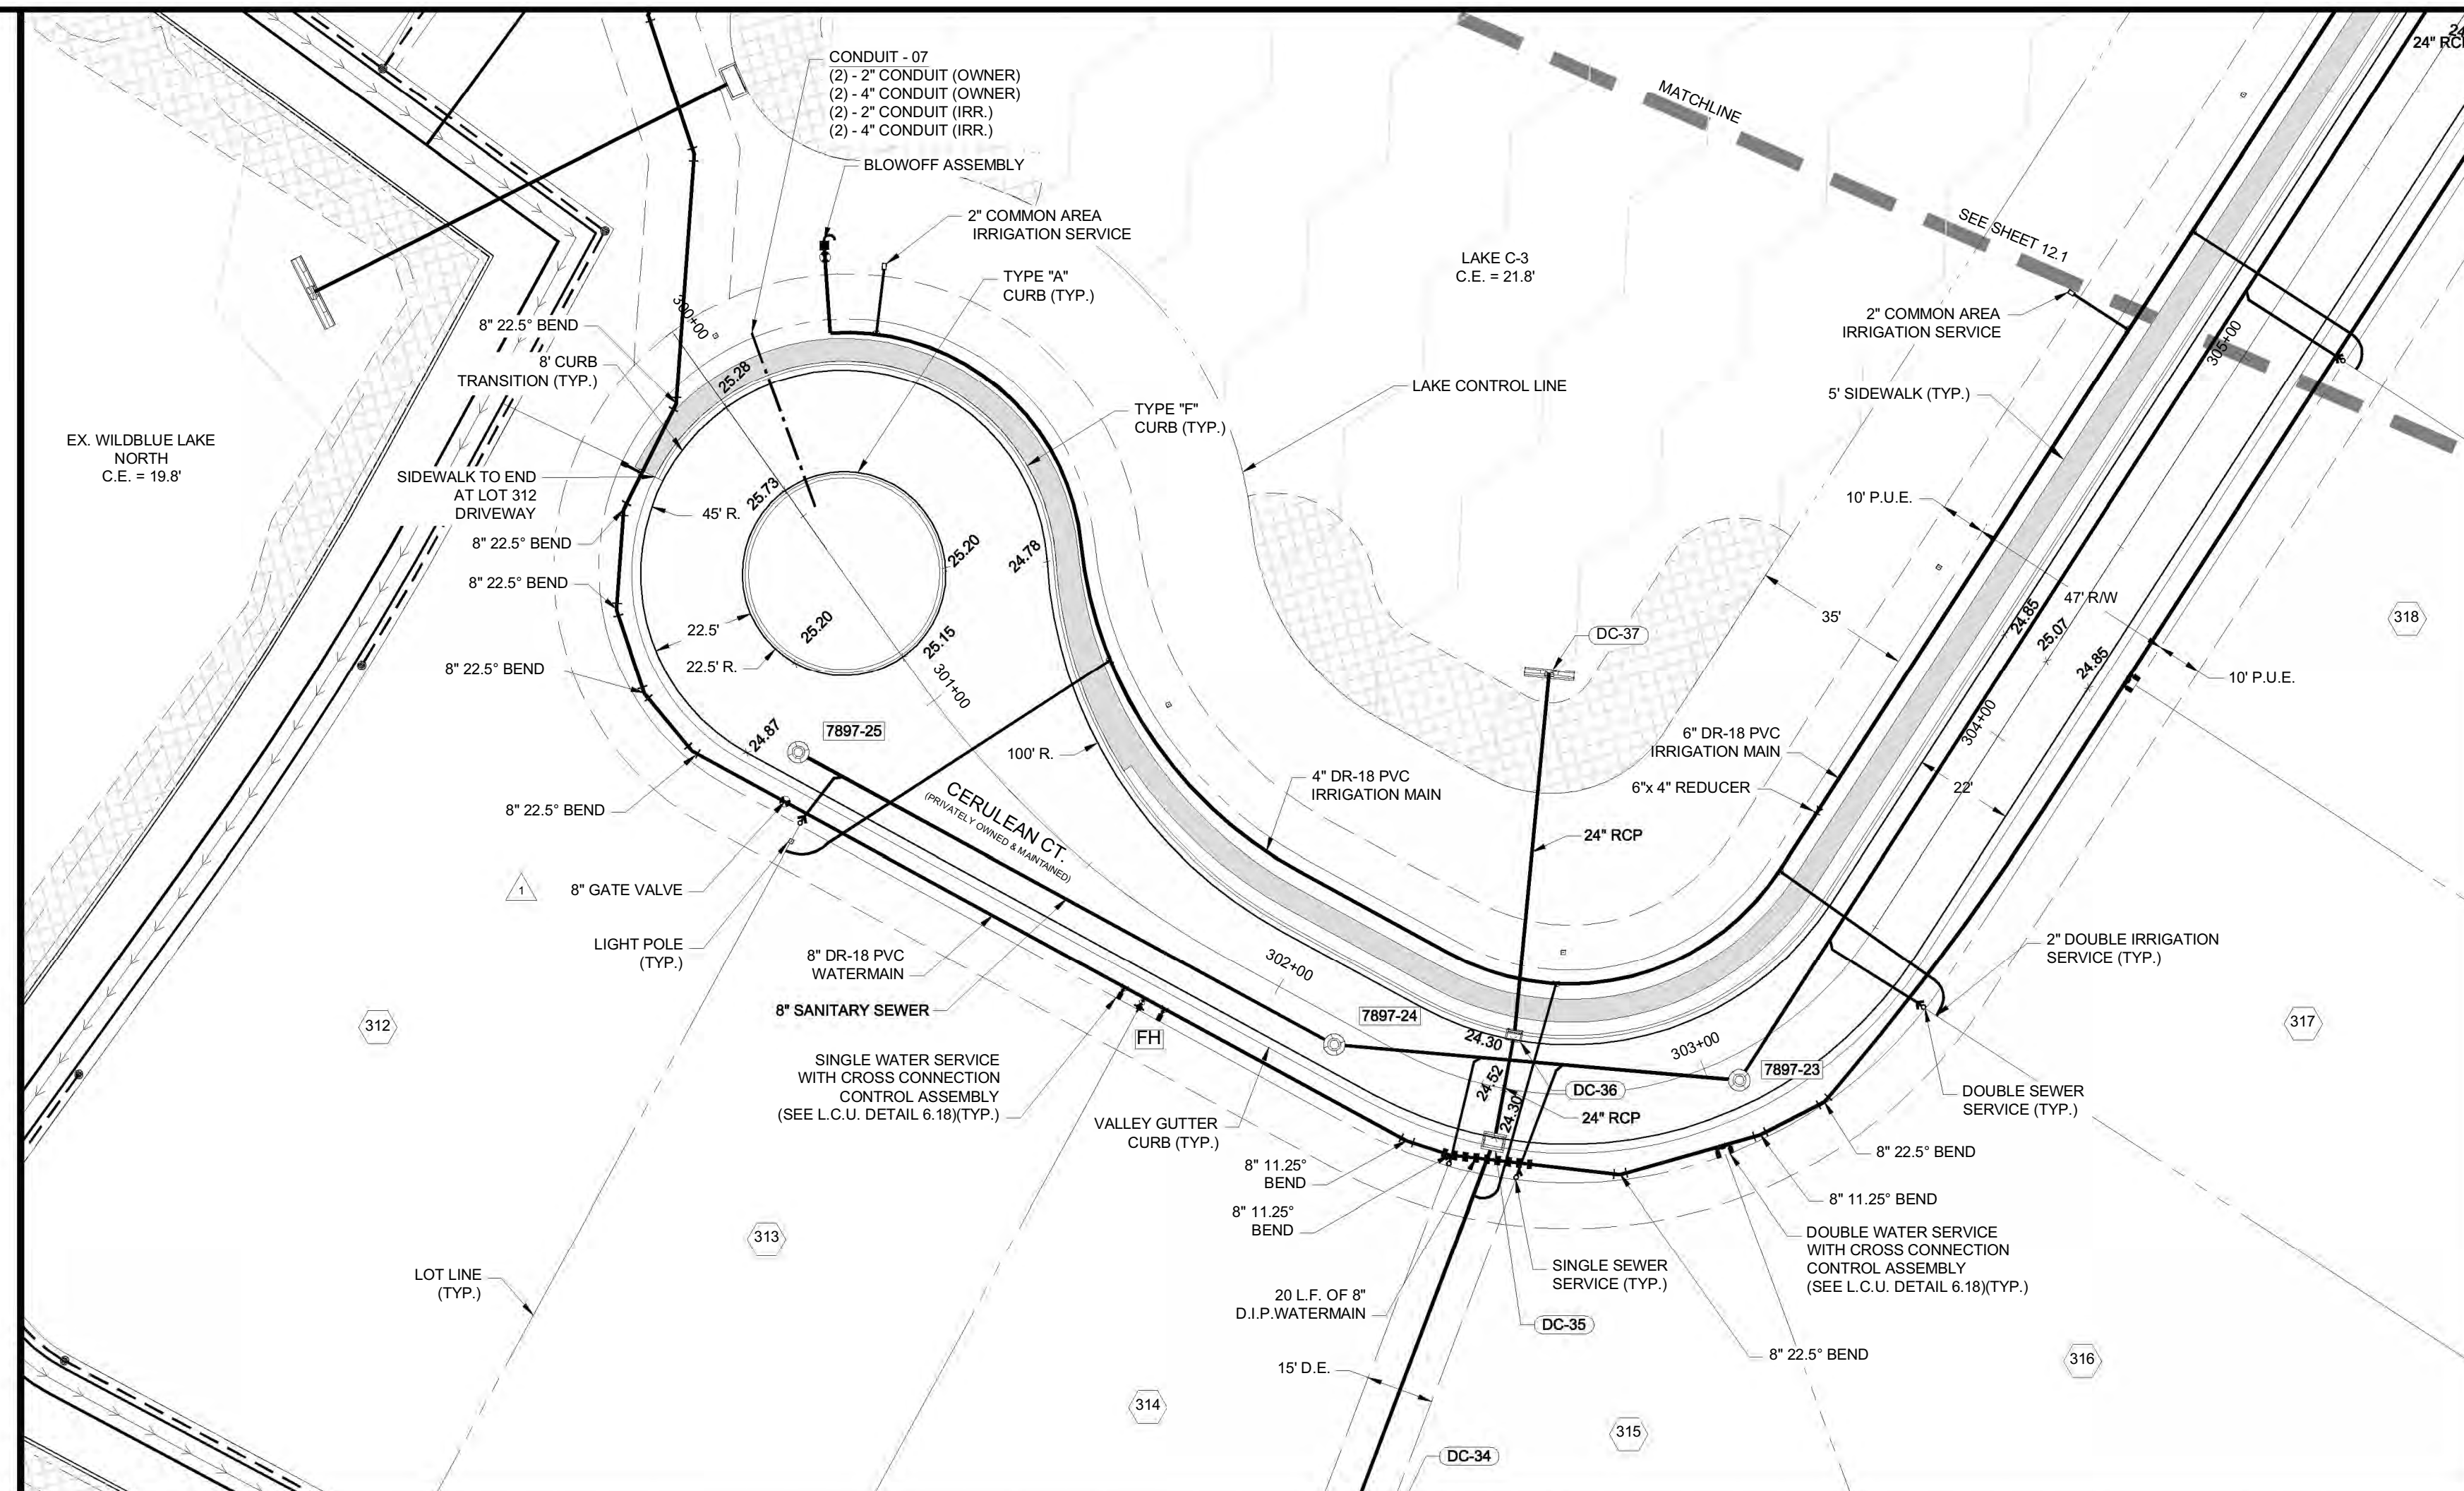 CONDUIT - 07
(2) - 2" CONDUIT (OWNER)
(2) - 4" CONDUIT (OWNER)
(2) - 2" CONDUIT (IRR.)
(2) - 4" CONDUIT (IRR.)
BLOWOFF ASSEMBLY
2" COMMON AREA
IRRIGATION SERVICE
TYPE "A"
CURB (TYP.)
TYPE "F"
CURB (TYP.)
LAKE C-3
C.E. = 21.8'
LAKE CONTROL LINE
MATCHLINE
SEE SHEET 12.1
24" RCP
2" COMMON AREA
IRRIGATION SERVICE
5' SIDEWALK (TYP.)
10' P.U.E.
305+00
47' R/W
35'
24.85
25.07
24.85
318
10' P.U.E.
304+00
22'
6" DR-18 PVC
IRRIGATION MAIN
6"x 4" REDUCER
300+00
8" 22.5° BEND
8' CURB
TRANSITION (TYP.)
25.28
EX. WILDBLUE LAKE
NORTH
C.E. = 19.8'
SIDEWALK TO END
AT LOT 312
DRIVEWAY
45' R.
25.73
8" 22.5° BEND
8" 22.5° BEND
25.20
24.78
25.20
25.15
22.5'
22.5' R.
8" 22.5° BEND
301+00
24.87
7897-25
100' R.
DC-37
4" DR-18 PVC
IRRIGATION MAIN
24" RCP
8" 22.5° BEND
CERULEAN CT.
(PRIVATELY OWNED & MAINTAINED)
1
8" GATE VALVE
LIGHT POLE
(TYP.)
8" DR-18 PVC
WATERMAIN
8" SANITARY SEWER
302+00
2" DOUBLE IRRIGATION
SERVICE (TYP.)
312
7897-24
FH
24.30
303+00
7897-23
317
SINGLE WATER SERVICE
WITH CROSS CONNECTION
CONTROL ASSEMBLY
(SEE L.C.U. DETAIL 6.18)(TYP.)
VALLEY GUTTER
CURB (TYP.)
24.52
24.30
DC-36
24" RCP
DOUBLE SEWER
SERVICE (TYP.)
8" 22.5° BEND
8" 11.25°
BEND
8" 11.25°
BEND
8" 11.25° BEND
313
DOUBLE WATER SERVICE
WITH CROSS CONNECTION
CONTROL ASSEMBLY
(SEE L.C.U. DETAIL 6.18)(TYP.)
SINGLE SEWER
SERVICE (TYP.)
LOT LINE
(TYP.)
20 L.F. OF 8"
D.I.P.WATERMAIN
DC-35
8" 22.5° BEND
316
15' D.E.
314
315
DC-34